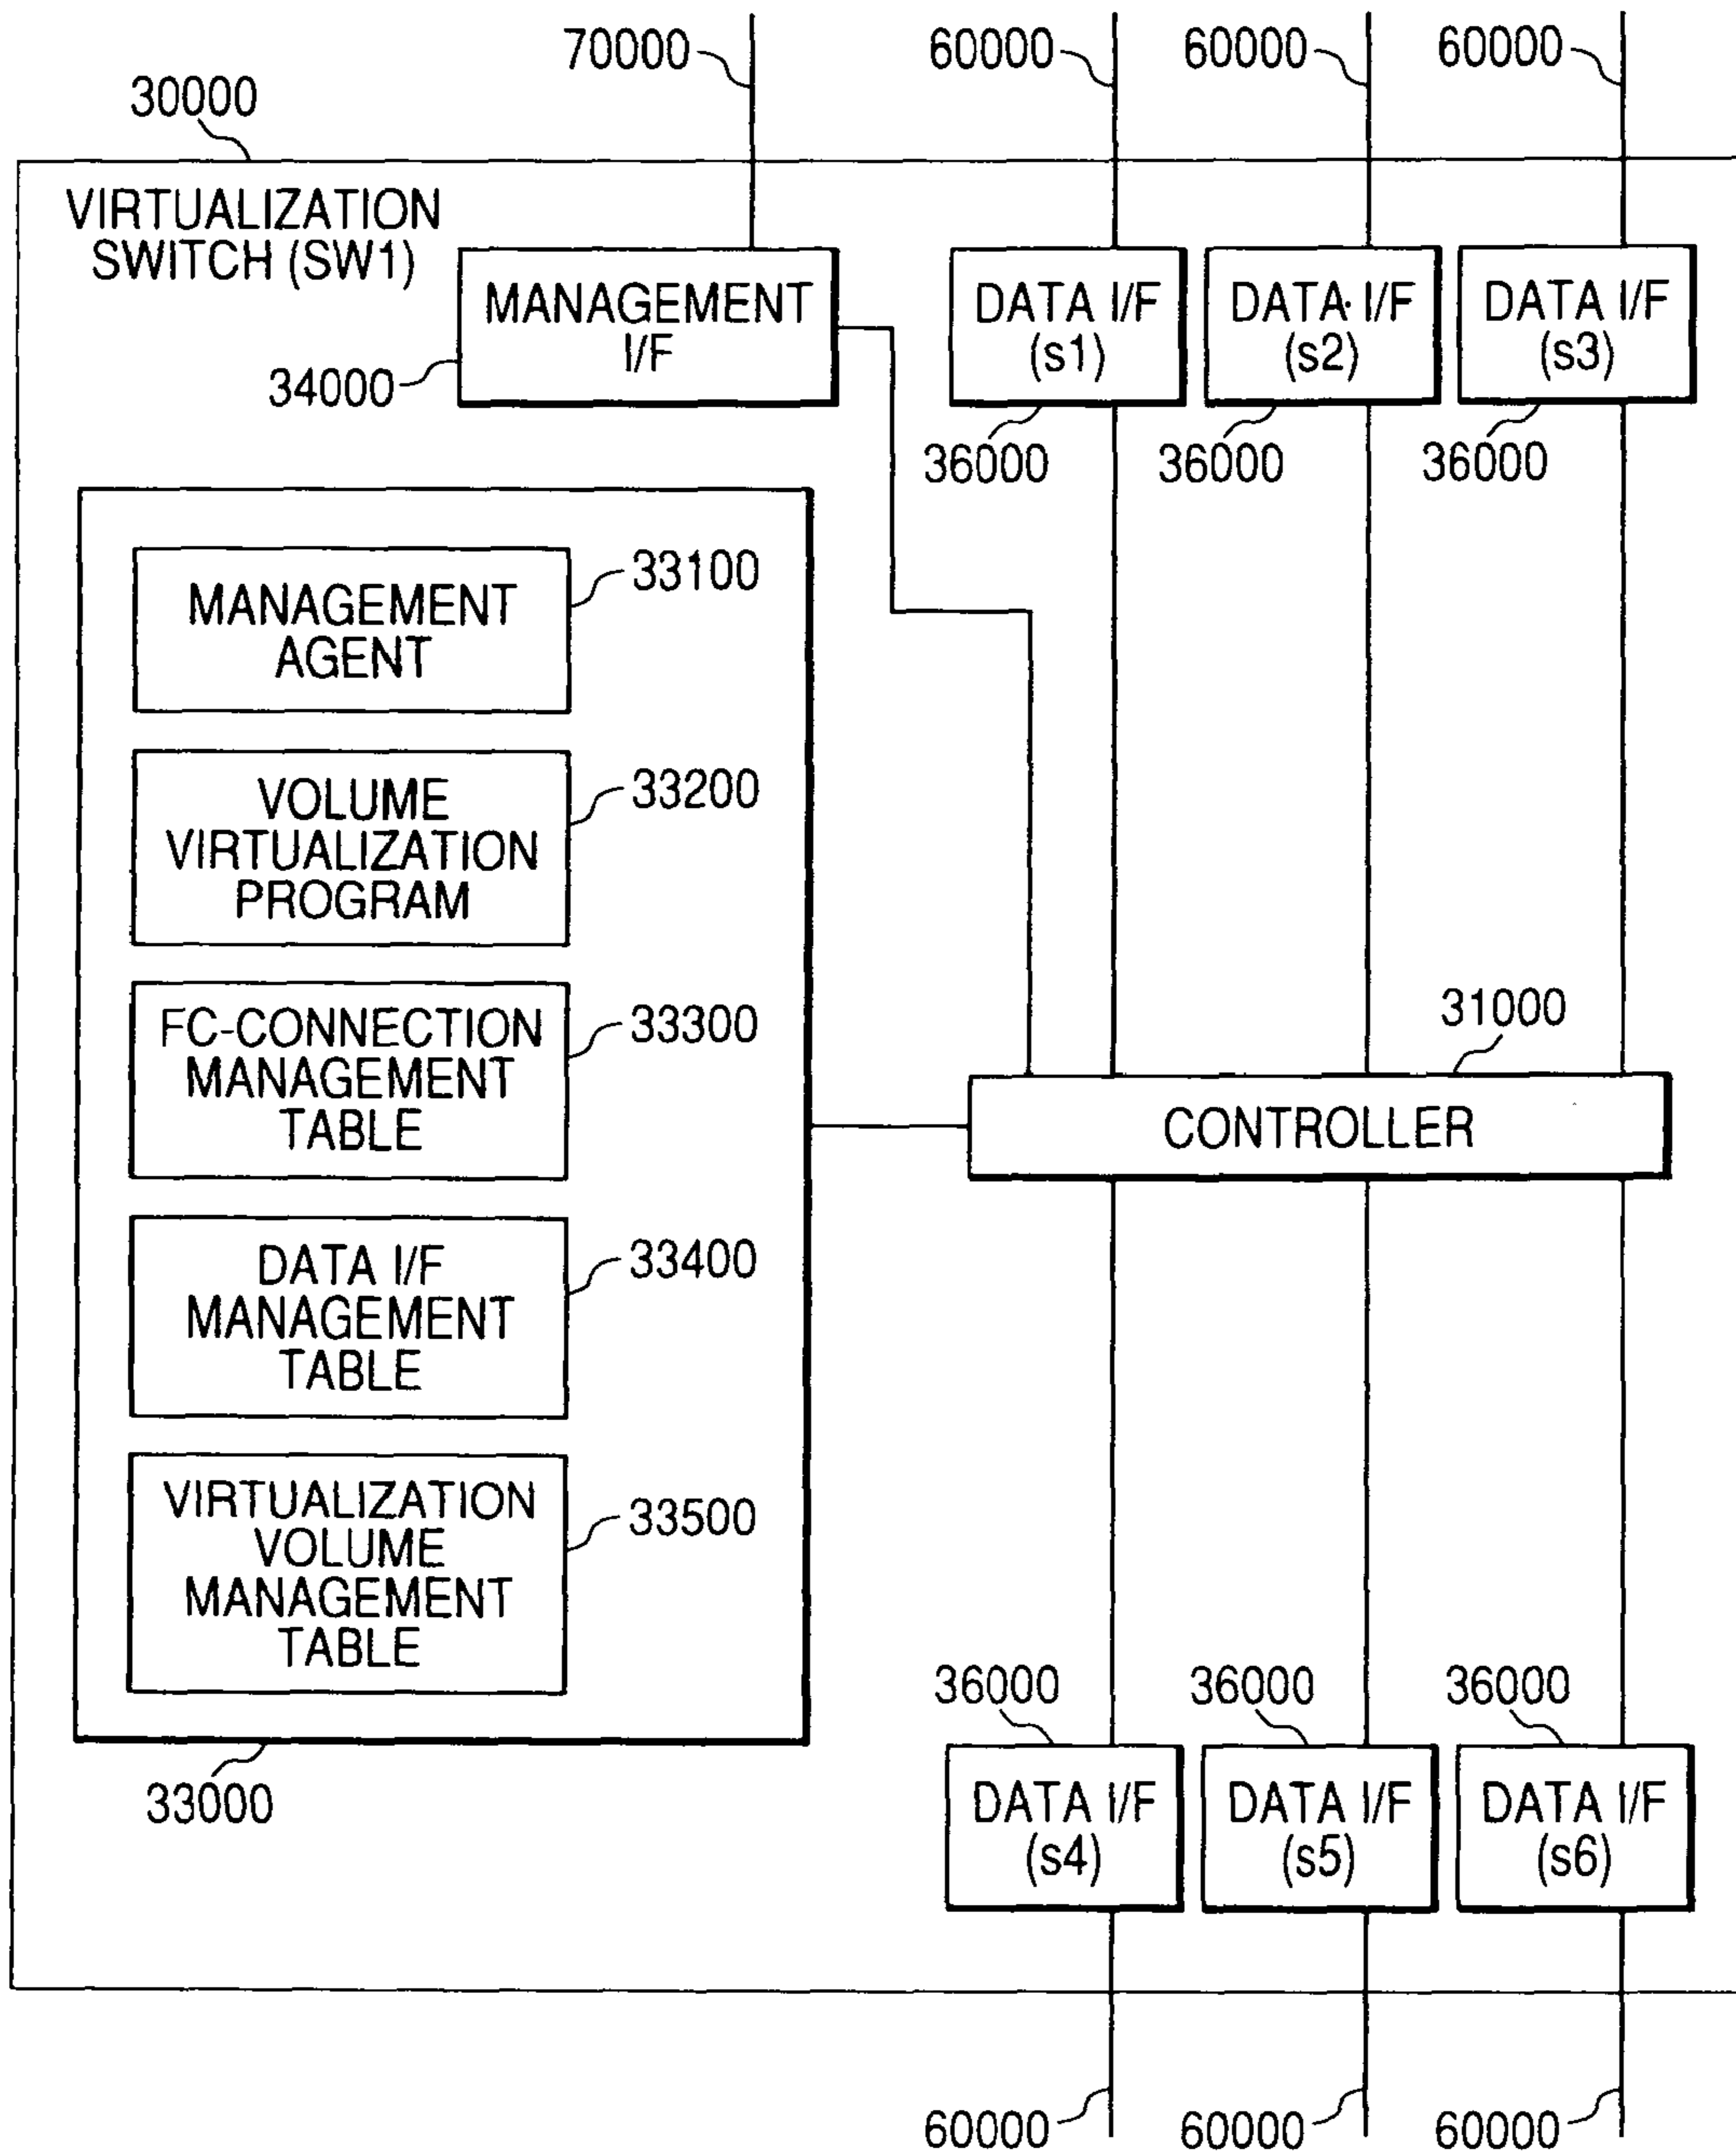 70000
60000
60000
60000
30000
VIRTUALIZATION
SWITCH (SW1)
MANAGEMENT
I/F
34000
DATA I/F
(s1)
DATA I/F
(s2)
DATA I/F
(s3)
36000
36000
36000
MANAGEMENT
AGENT
33100
VOLUME
VIRTUALIZATION
PROGRAM
33200
FC-CONNECTION
MANAGEMENT
TABLE
33300
31000
CONTROLLER
DATA I/F
MANAGEMENT
TABLE
33400
VIRTUALIZATION
VOLUME
MANAGEMENT
TABLE
33500
33000
36000
36000
36000
DATA I/F
(s4)
DATA I/F
(s5)
DATA I/F
(s6)
60000
60000
60000